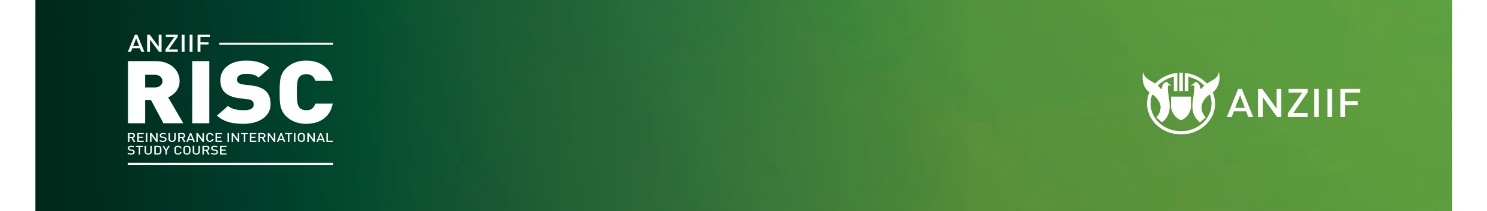 ANZIIF
RISC
REINSURANCE INTERNATIONAL
STUDY COURSE
ANZIIF